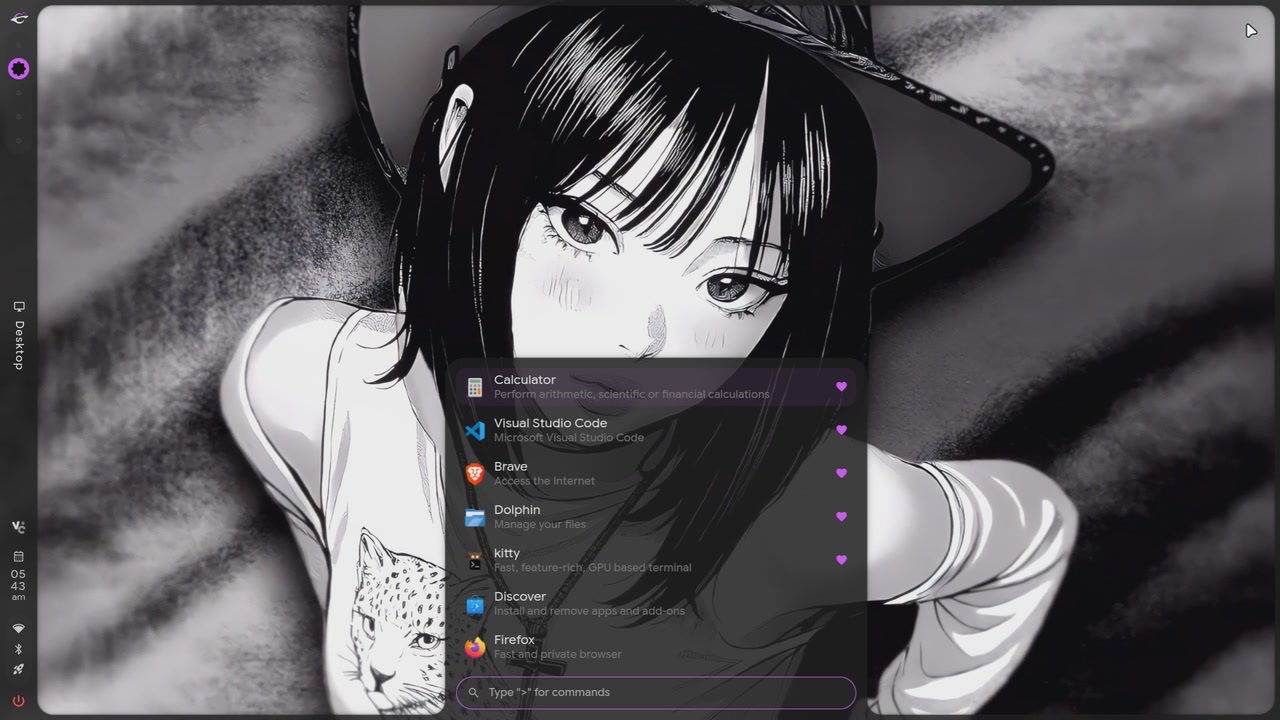 Desktop
05
43
am
Calculator
Perform arithmetic, scientific or financial calculations
Visual Studio Code
Microsoft Visual Studio Code
Brave
Access the Internet
Dolphin
Manage your files
kitty
Fast, feature-rich, GPU based terminal
Discover
Install and remove apps and add-ons
Firefox
Fast and private browser
Type ">" for commands